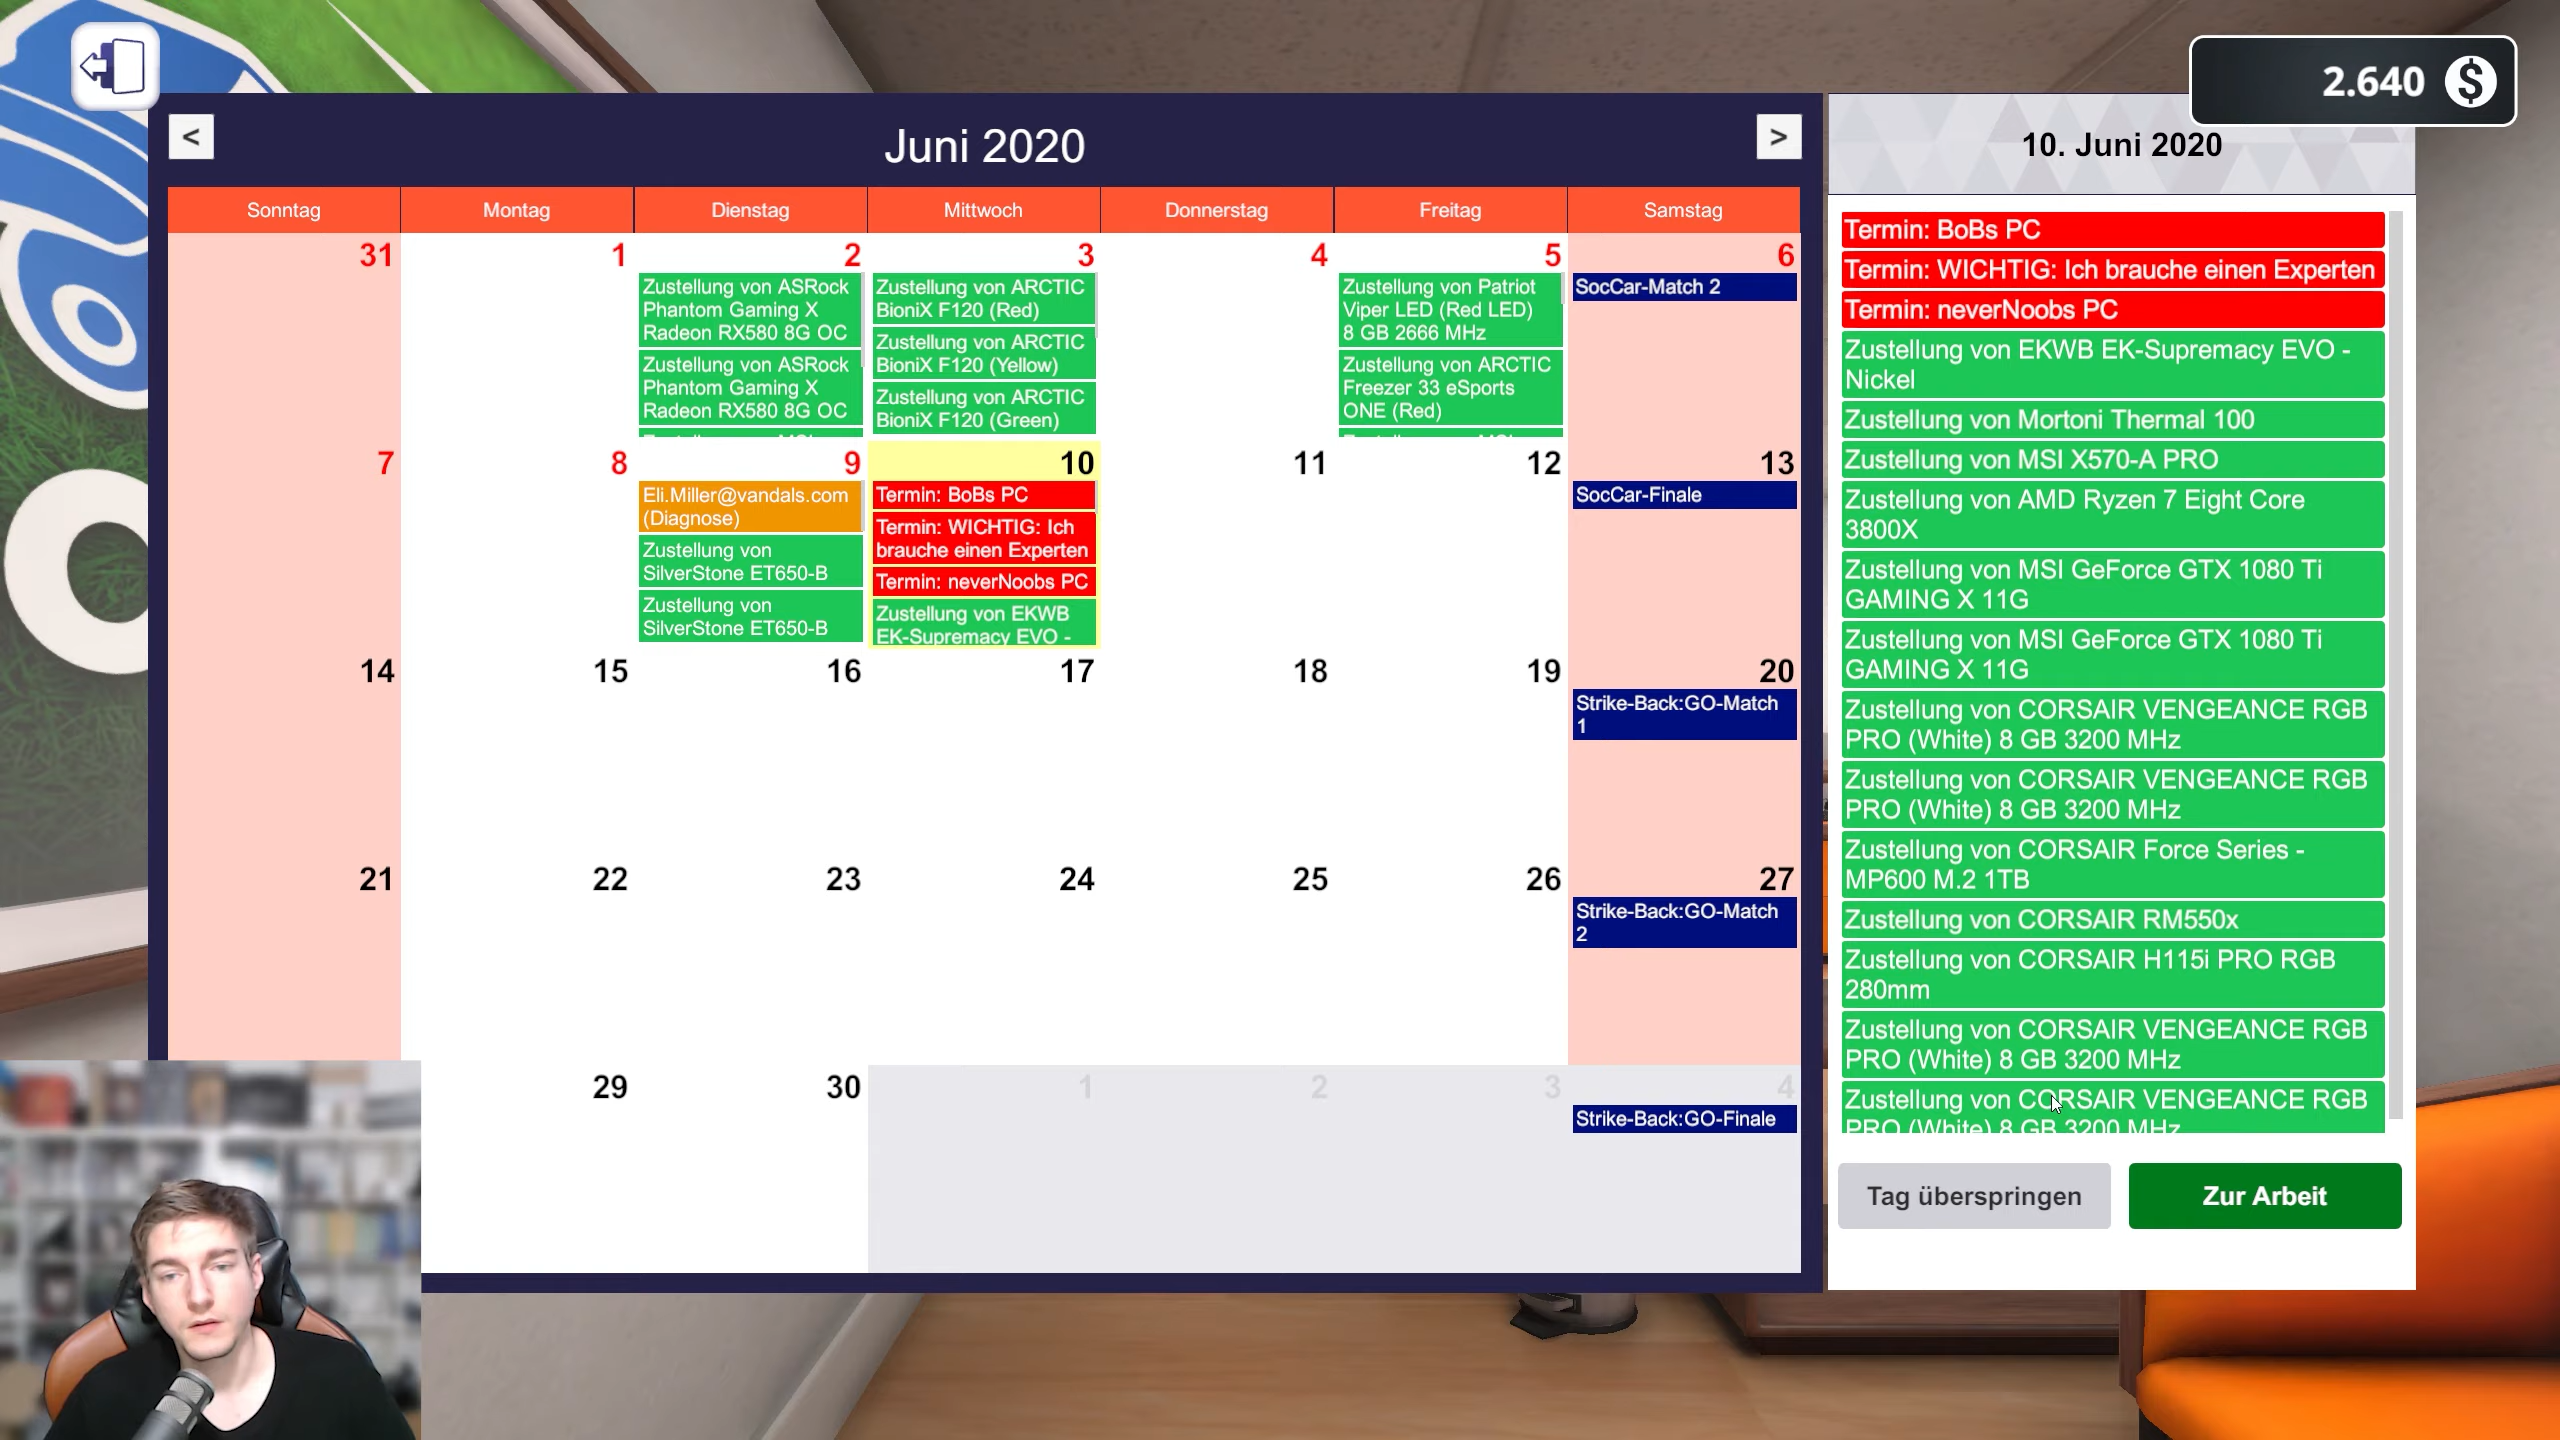 2.640 $
< Juni 2020 >
Sonntag Montag Dienstag Mittwoch Donnerstag Freitag Samstag
31 1 2 3 4 5 6
Zustellung von ASRock
Phantom Gaming X
Radeon RX580 8G OC
Zustellung von ASRock
Phantom Gaming X
Radeon RX580 8G OC
Zustellung von ARCTIC
BioniX F120 (Red)
Zustellung von ARCTIC
BioniX F120 (Yellow)
Zustellung von ARCTIC
BioniX F120 (Green)
Zustellung von Patriot
Viper LED (Red LED)
8 GB 2666 MHz
Zustellung von ARCTIC
Freezer 33 eSports
ONE (Red)
SocCar-Match 2
7 8 9 10 11 12 13
Eli.Miller@vandals.com
(Diagnose)
Zustellung von
SilverStone ET650-B
Zustellung von
SilverStone ET650-B
Termin: BoBs PC
Termin: WICHTIG: Ich
brauche einen Experten
Termin: neverNoobs PC
Zustellung von EKWB
EK-Supremacy EVO -
SocCar-Finale
14 15 16 17 18 19 20
Strike-Back:GO-Match
1
21 22 23 24 25 26 27
Strike-Back:GO-Match
2
29 30 1 2 3 4
Strike-Back:GO-Finale
10. Juni 2020
Termin: BoBs PC
Termin: WICHTIG: Ich brauche einen Experten
Termin: neverNoobs PC
Zustellung von EKWB EK-Supremacy EVO -
Nickel
Zustellung von Mortoni Thermal 100
Zustellung von MSI X570-A PRO
Zustellung von AMD Ryzen 7 Eight Core
3800X
Zustellung von MSI GeForce GTX 1080 Ti
GAMING X 11G
Zustellung von MSI GeForce GTX 1080 Ti
GAMING X 11G
Zustellung von CORSAIR VENGEANCE RGB
PRO (White) 8 GB 3200 MHz
Zustellung von CORSAIR VENGEANCE RGB
PRO (White) 8 GB 3200 MHz
Zustellung von CORSAIR Force Series -
MP600 M.2 1TB
Zustellung von CORSAIR RM550x
Zustellung von CORSAIR H115i PRO RGB
280mm
Zustellung von CORSAIR VENGEANCE RGB
PRO (White) 8 GB 3200 MHz
Zustellung von CORSAIR VENGEANCE RGB
PRO (White) 8 GB 3200 MHz
Tag überspringen Zur Arbeit